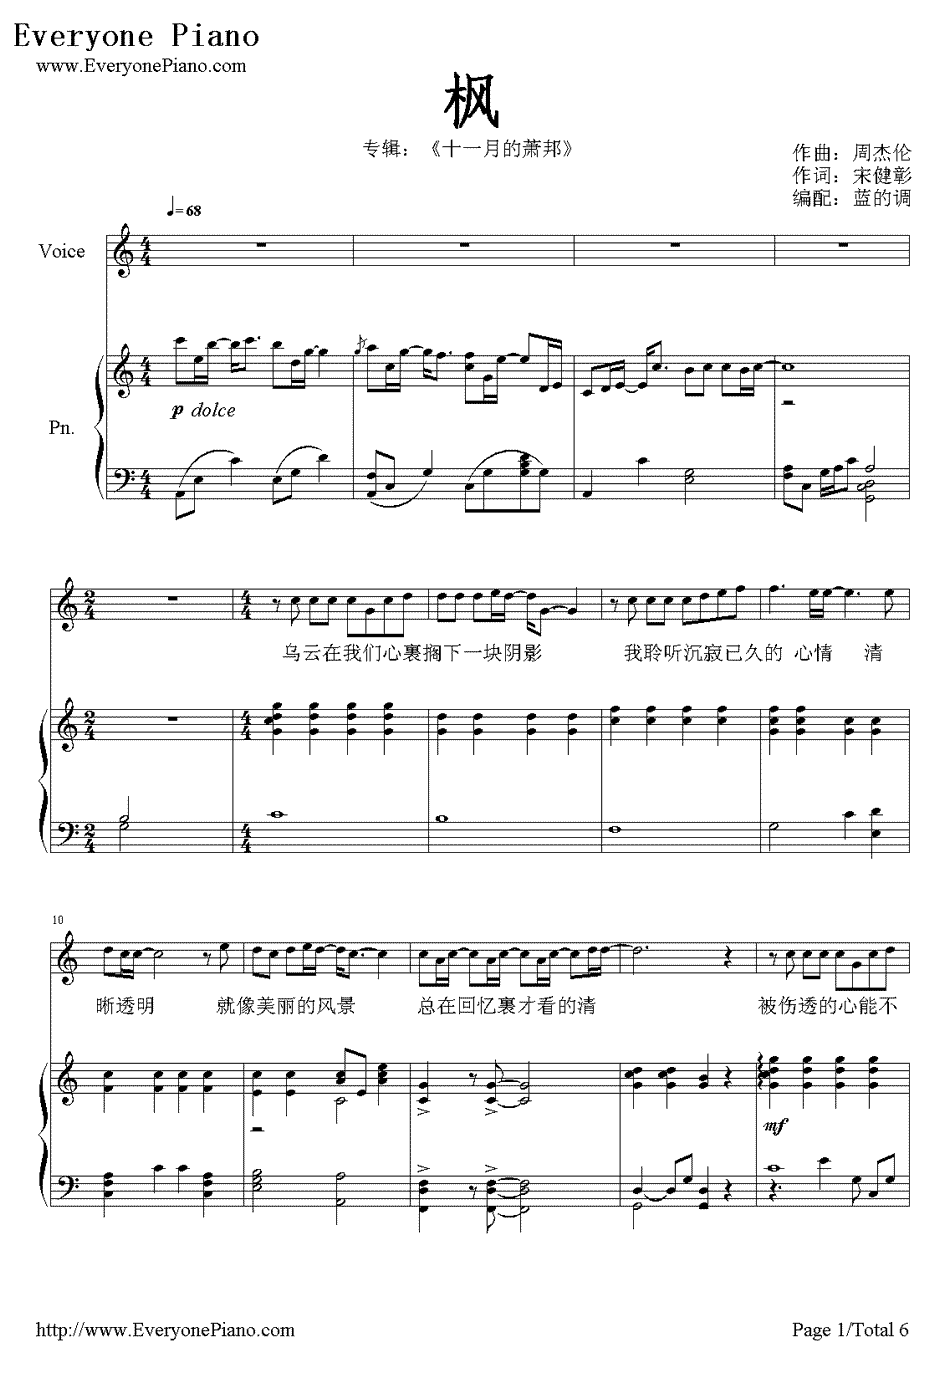 Everyone Piano
www.EveryonePiano.com
枫
专辑：《十一月的萧邦》
作曲：周杰伦
作词：宋健彰
编配：蓝的调
♩=68
Voice
Pn.
p dolce
乌云在我们心裹搁下一块阴影 我聆听沉寂已久的 心情 清
10
晰透明 就像美丽的风景 总在回忆裹才看的清 被伤透的心能不
mf
http://www.EveryonePiano.com Page 1/Total 6